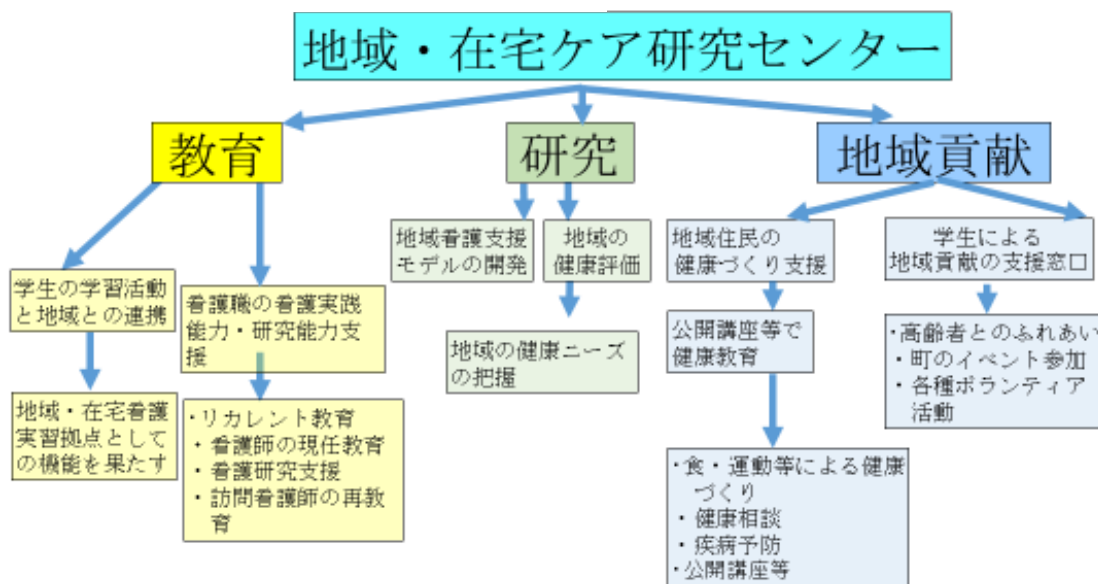 地域・在宅ケア研究センター
教育
研究
地域貢献
学生の学習活動
と地域との連携
地域・在宅看護
実習拠点として
の機能を果たす
看護職の看護実践
能力・研究能力支
援
・リカレント教育
・看護師の現任教育
・看護研究支援
・訪問看護師の再教
育
地域看護支援
モデルの開発
地域の
健康評価
地域の健康ニーズ
の把握
地域住民の
健康づくり支援
公開講座等で
健康教育
・食・運動等による健康
づくり
・健康相談
・疾病予防
・公開講座等
学生による
地域貢献の支援窓口
・高齢者とのふれあい
・町のイベント参加
・各種ボランティア
活動